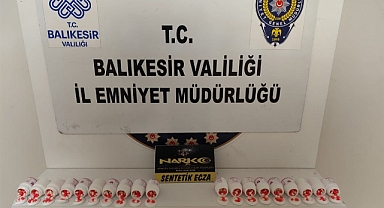 T.C.
BALIKESİR
VALİLİĞİ
T.C.
BALIKESİR VALİLİĞİ
İL EMNİYET MÜDÜRLÜĞÜ
NARKO
SENTETİK ECZA